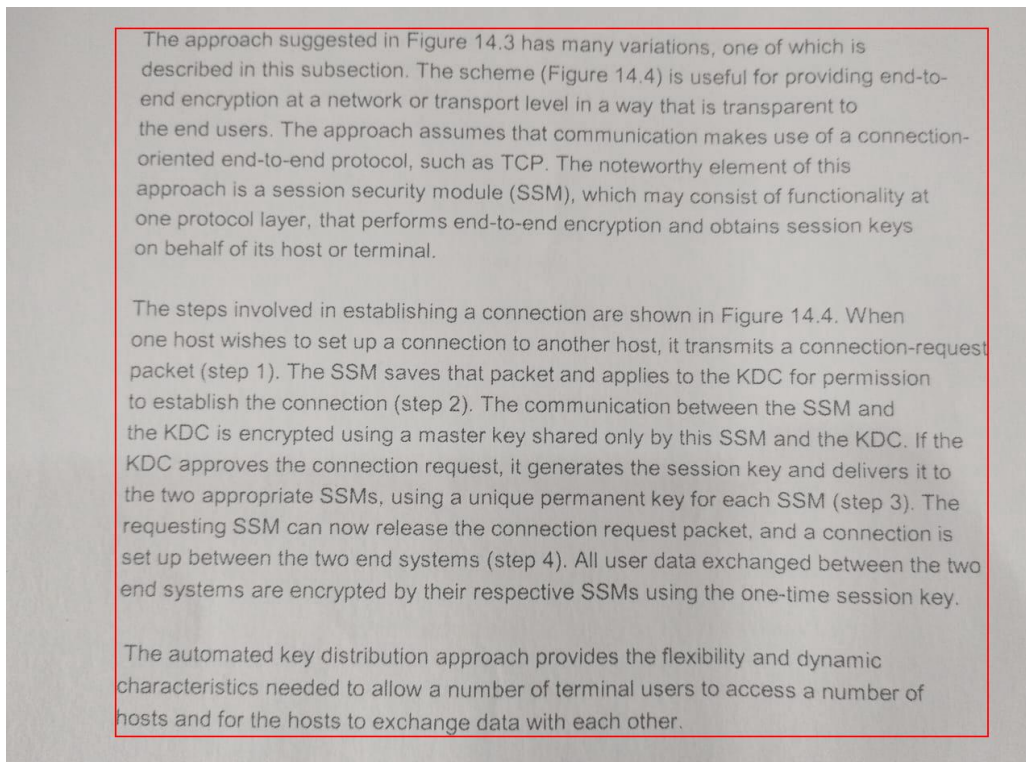 The approach suggested in Figure 14.3 has many variations, one of which is
described in this subsection. The scheme (Figure 14.4) is useful for providing end-to-
end encryption at a network or transport level in a way that is transparent to
the end users. The approach assumes that communication makes use of a connection-
oriented end-to-end protocol, such as TCP. The noteworthy element of this
approach is a session security module (SSM), which may consist of functionality at
one protocol layer, that performs end-to-end encryption and obtains session keys
on behalf of its host or terminal.
The steps involved in establishing a connection are shown in Figure 14.4. When
one host wishes to set up a connection to another host, it transmits a connection-request
packet (step 1). The SSM saves that packet and applies to the KDC for permission
to establish the connection (step 2). The communication between the SSM and
the KDC is encrypted using a master key shared only by this SSM and the KDC. If the
KDC approves the connection request, it generates the session key and delivers it to
the two appropriate SSMs, using a unique permanent key for each SSM (step 3). The
requesting SSM can now release the connection request packet, and a connection is
set up between the two end systems (step 4). All user data exchanged between the two
end systems are encrypted by their respective SSMs using the one-time session key.
The automated key distribution approach provides the flexibility and dynamic
characteristics needed to allow a number of terminal users to access a number of
hosts and for the hosts to exchange data with each other.